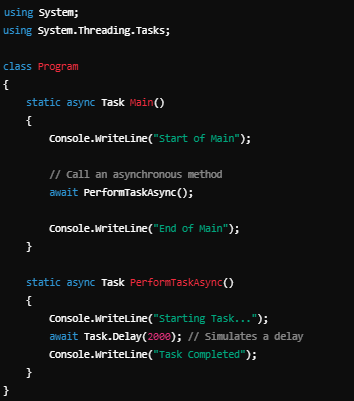 using System;
using System.Threading.Tasks;

class Program
{
    static async Task Main()
    {
        Console.WriteLine("Start of Main");

        // Call an asynchronous method
        await PerformTaskAsync();

        Console.WriteLine("End of Main");
    }

    static async Task PerformTaskAsync()
    {
        Console.WriteLine("Starting Task...");
        await Task.Delay(2000); // Simulates a delay
        Console.WriteLine("Task Completed");
    }
}